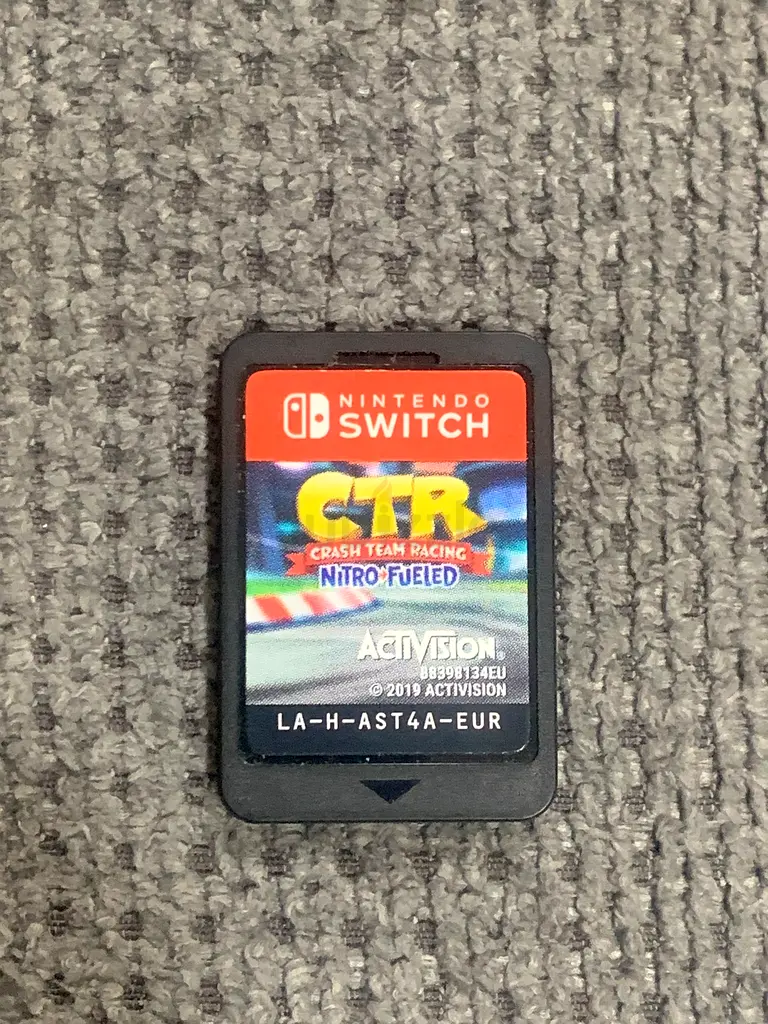 NINTENDO
SWITCH
CTR
CRASH TEAM RACING
NITRO FUELED
ACTIVISION®
88398134EU
© 2019 ACTIVISION
LA-H-AST4A-EUR